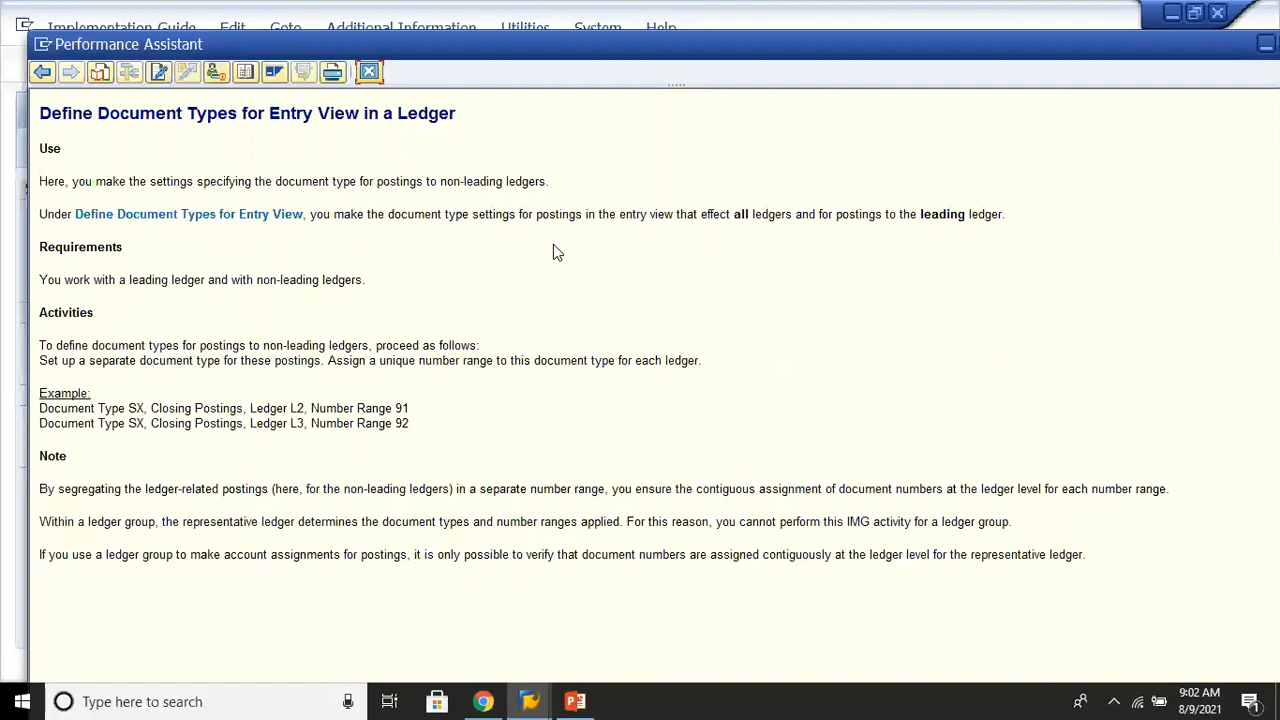 Implementation Guide Edit Goto Additional Information Utilities System Help
Performance Assistant
Define Document Types for Entry View in a Ledger
Use
Here, you make the settings specifying the document type for postings to non-leading ledgers.
Under Define Document Types for Entry View, you make the document type settings for postings in the entry view that effect all ledgers and for postings to the leading ledger.
Requirements
You work with a leading ledger and with non-leading ledgers.
Activities
To define document types for postings to non-leading ledgers, proceed as follows:
Set up a separate document type for these postings. Assign a unique number range to this document type for each ledger.
Example:
Document Type SX, Closing Postings, Ledger L2, Number Range 91
Document Type SX, Closing Postings, Ledger L3, Number Range 92
Note
By segregating the ledger-related postings (here, for the non-leading ledgers) in a separate number range, you ensure the contiguous assignment of document numbers at the ledger level for each number range.
Within a ledger group, the representative ledger determines the document types and number ranges applied. For this reason, you cannot perform this IMG activity for a ledger group.
If you use a ledger group to make account assignments for postings, it is only possible to verify that document numbers are assigned contiguously at the ledger level for the representative ledger.
Type here to search
9:02 AM
8/9/2021
1